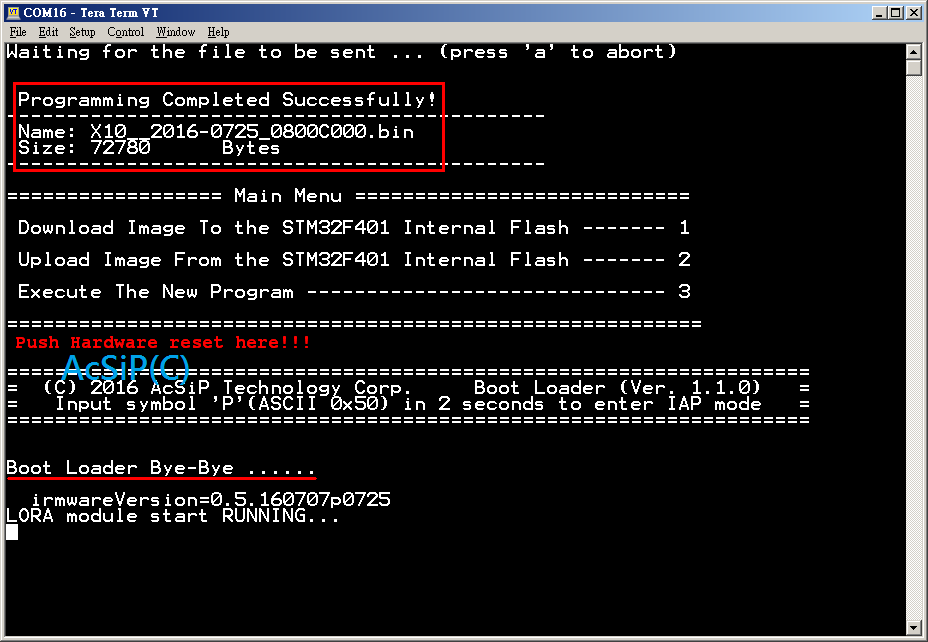 COM16 - Tera Term VT
File Edit Setup Control Window Help
Waiting for the file to be sent ... (press 'a' to abort)
Programming Completed Successfully!
---------------------------------------------
Name: X10__2016-0725_0800C000.bin
Size: 72780      Bytes
---------------------------------------------
================== Main Menu ============================
Download Image To the STM32F401 Internal Flash ------- 1
Upload Image From the STM32F401 Internal Flash ------- 2
Execute The New Program ------------------------------ 3
==========================================================
Push Hardware reset here!!!
AcSiP(C)
===================================================================
=  (C) 2016 AcSiP Technology Corp.     Boot Loader (Ver. 1.1.0)   =
=   Input symbol 'P'(ASCII 0x50) in 2 seconds to enter IAP mode   =
===================================================================
Boot Loader Bye-Bye ......
irmwareVersion=0.5.160707p0725
LORA module start RUNNING...